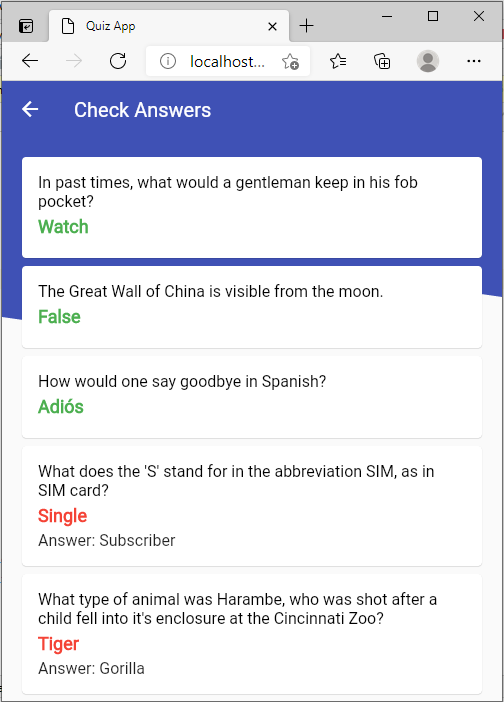 Quiz App
localhost...
Check Answers
In past times, what would a gentleman keep in his fob
pocket?
Watch
The Great Wall of China is visible from the moon.
False
How would one say goodbye in Spanish?
Adiós
What does the 'S' stand for in the abbreviation SIM, as in
SIM card?
Single
Answer: Subscriber
What type of animal was Harambe, who was shot after a
child fell into it's enclosure at the Cincinnati Zoo?
Tiger
Answer: Gorilla